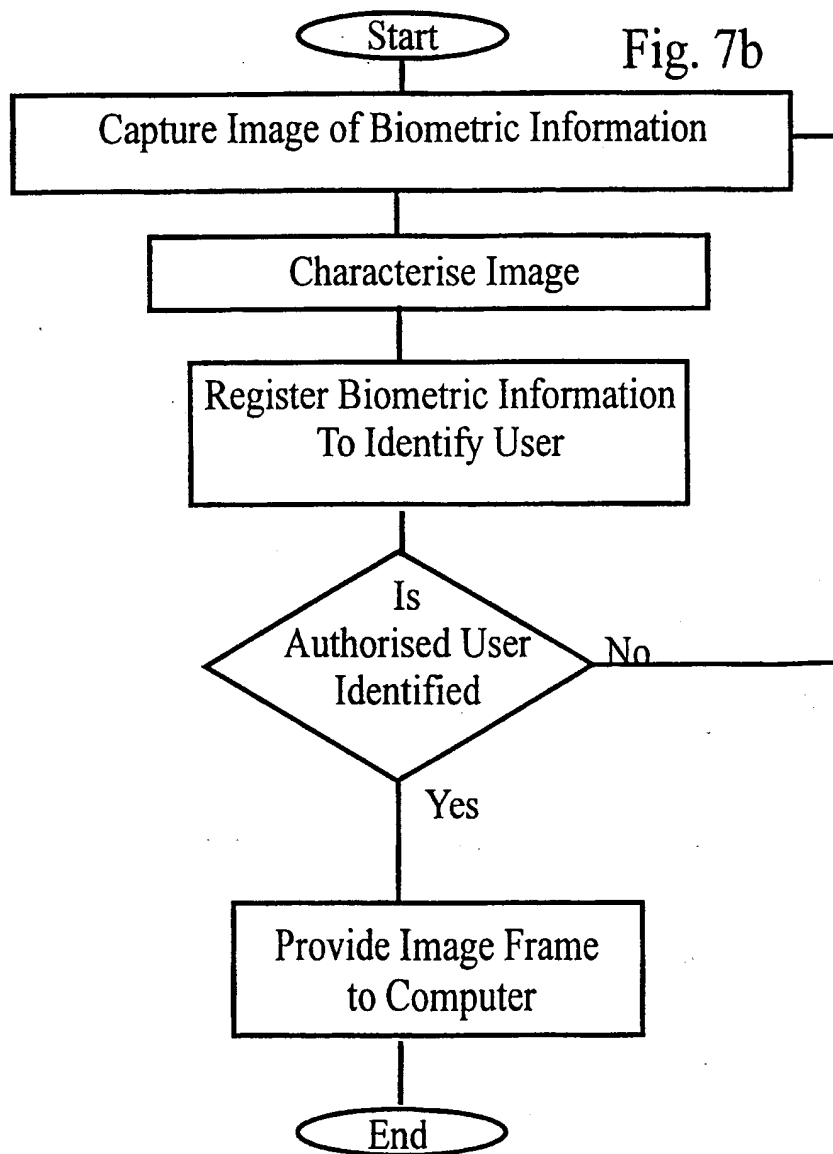 Start
Fig. 7b
Capture Image of Biometric Information
Characterise Image
Register Biometric Information
To Identify User
Is
Authorised User
Identified
No
Yes
Provide Image Frame
to Computer
End